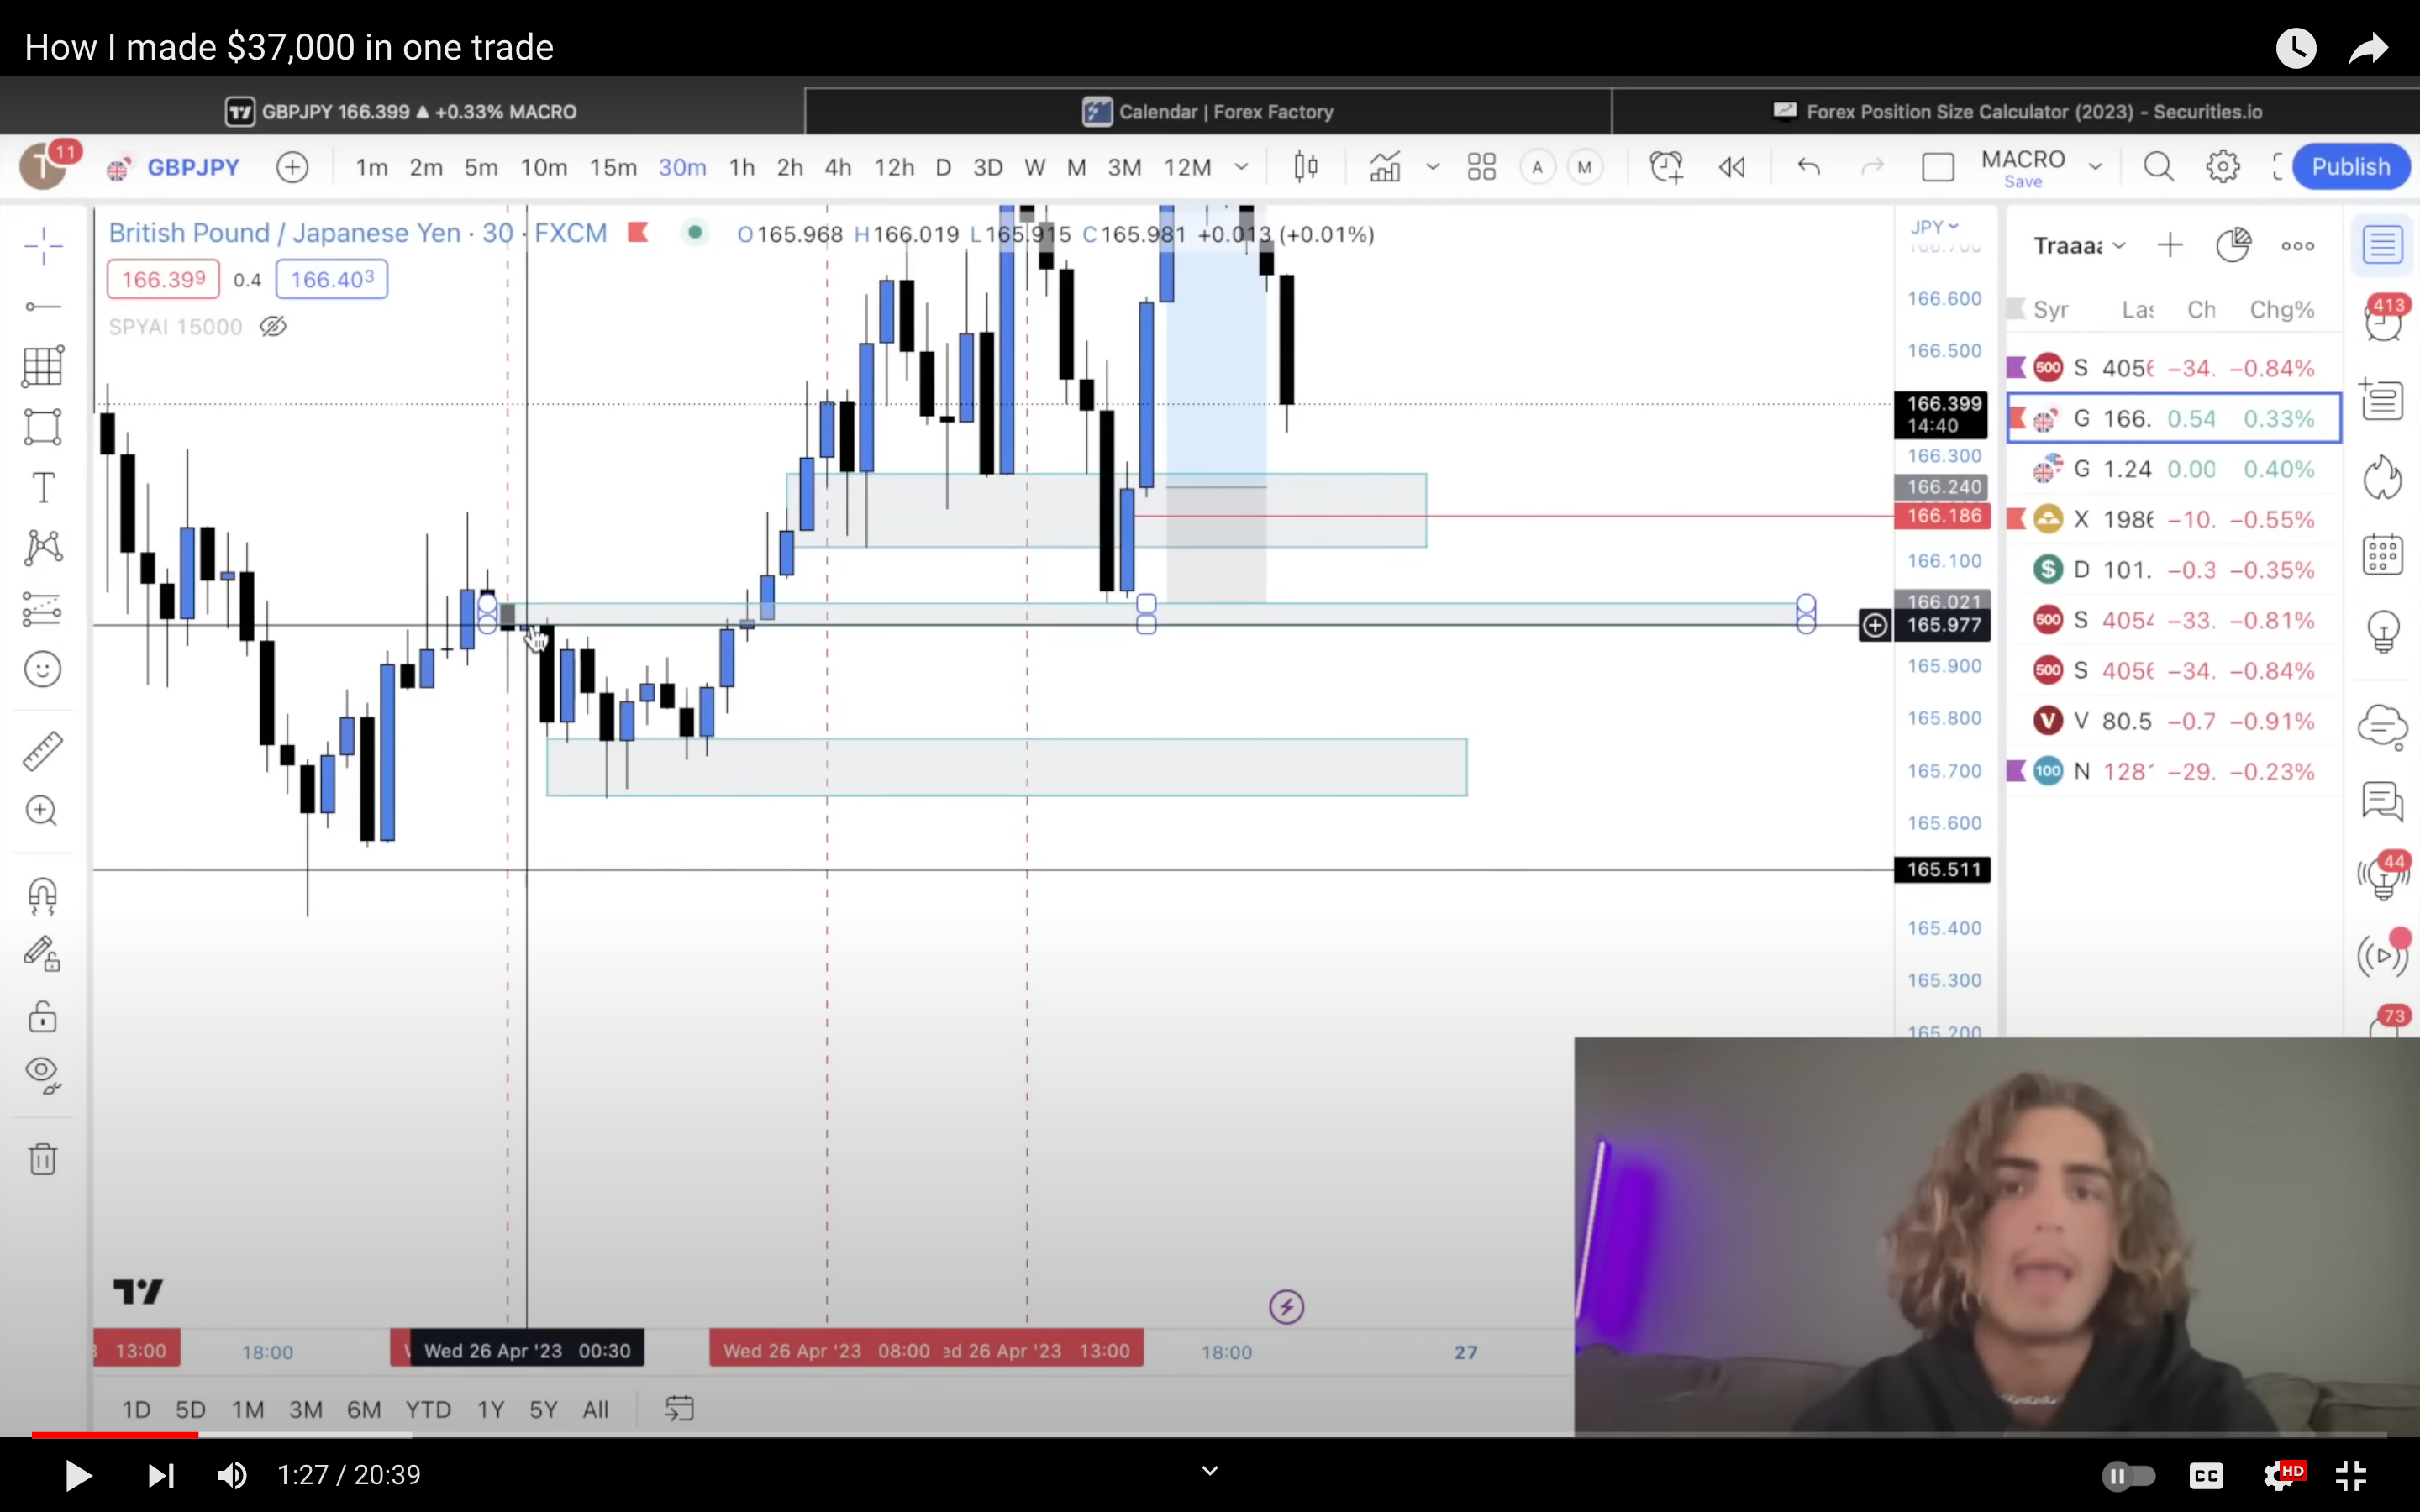 How I made $37,000 in one trade
GBPJPY 166.399 ▲ +0.33% MACRO
Calendar | Forex Factory
Forex Position Size Calculator (2023) - Securities.io
T 11 GBPJPY 1m 2m 5m 10m 15m 30m 1h 2h 4h 12h D 3D W M 3M 12M A M MACRO Publish
Save
British Pound / Japanese Yen · 30 · FXCM O165.968 H166.019 L165.915 C165.981 +0.013 (+0.01%)
166.399 0.4 166.403
SPYAI 15000
JPY
166.700
166.600
166.500
166.399
14:40
166.300
166.240
166.186
166.100
166.021
165.977
165.900
165.800
165.700
165.600
165.511
165.400
165.300
165.200
Traaa
Syr Las Ch Chg%
500 S 4056 −34. −0.84%
G 166. 0.54 0.33%
G 1.24 0.00 0.40%
X 1986 −10. −0.55%
$ D 101. −0.3 −0.35%
500 S 4054 −33. −0.81%
500 S 4056 −34. −0.84%
V V 80.5 −0.7 −0.91%
100 N 128 −29. −0.23%
413
44
73
13:00 18:00 Wed 26 Apr '23 00:30 Wed 26 Apr '23 08:00 ed 26 Apr '23 13:00 18:00 27
1D 5D 1M 3M 6M YTD 1Y 5Y All
1:27 / 20:39
CC HD